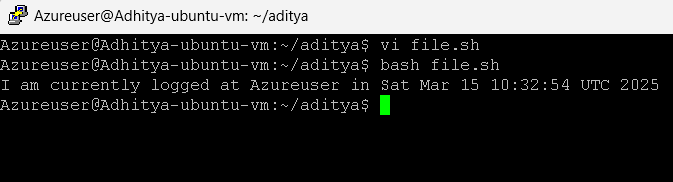 Azureuser@Adhitya-ubuntu-vm: ~/aditya
Azureuser@Adhitya-ubuntu-vm:~/aditya$ vi file.sh
Azureuser@Adhitya-ubuntu-vm:~/aditya$ bash file.sh
I am currently logged at Azureuser in Sat Mar 15 10:32:54 UTC 2025
Azureuser@Adhitya-ubuntu-vm:~/aditya$